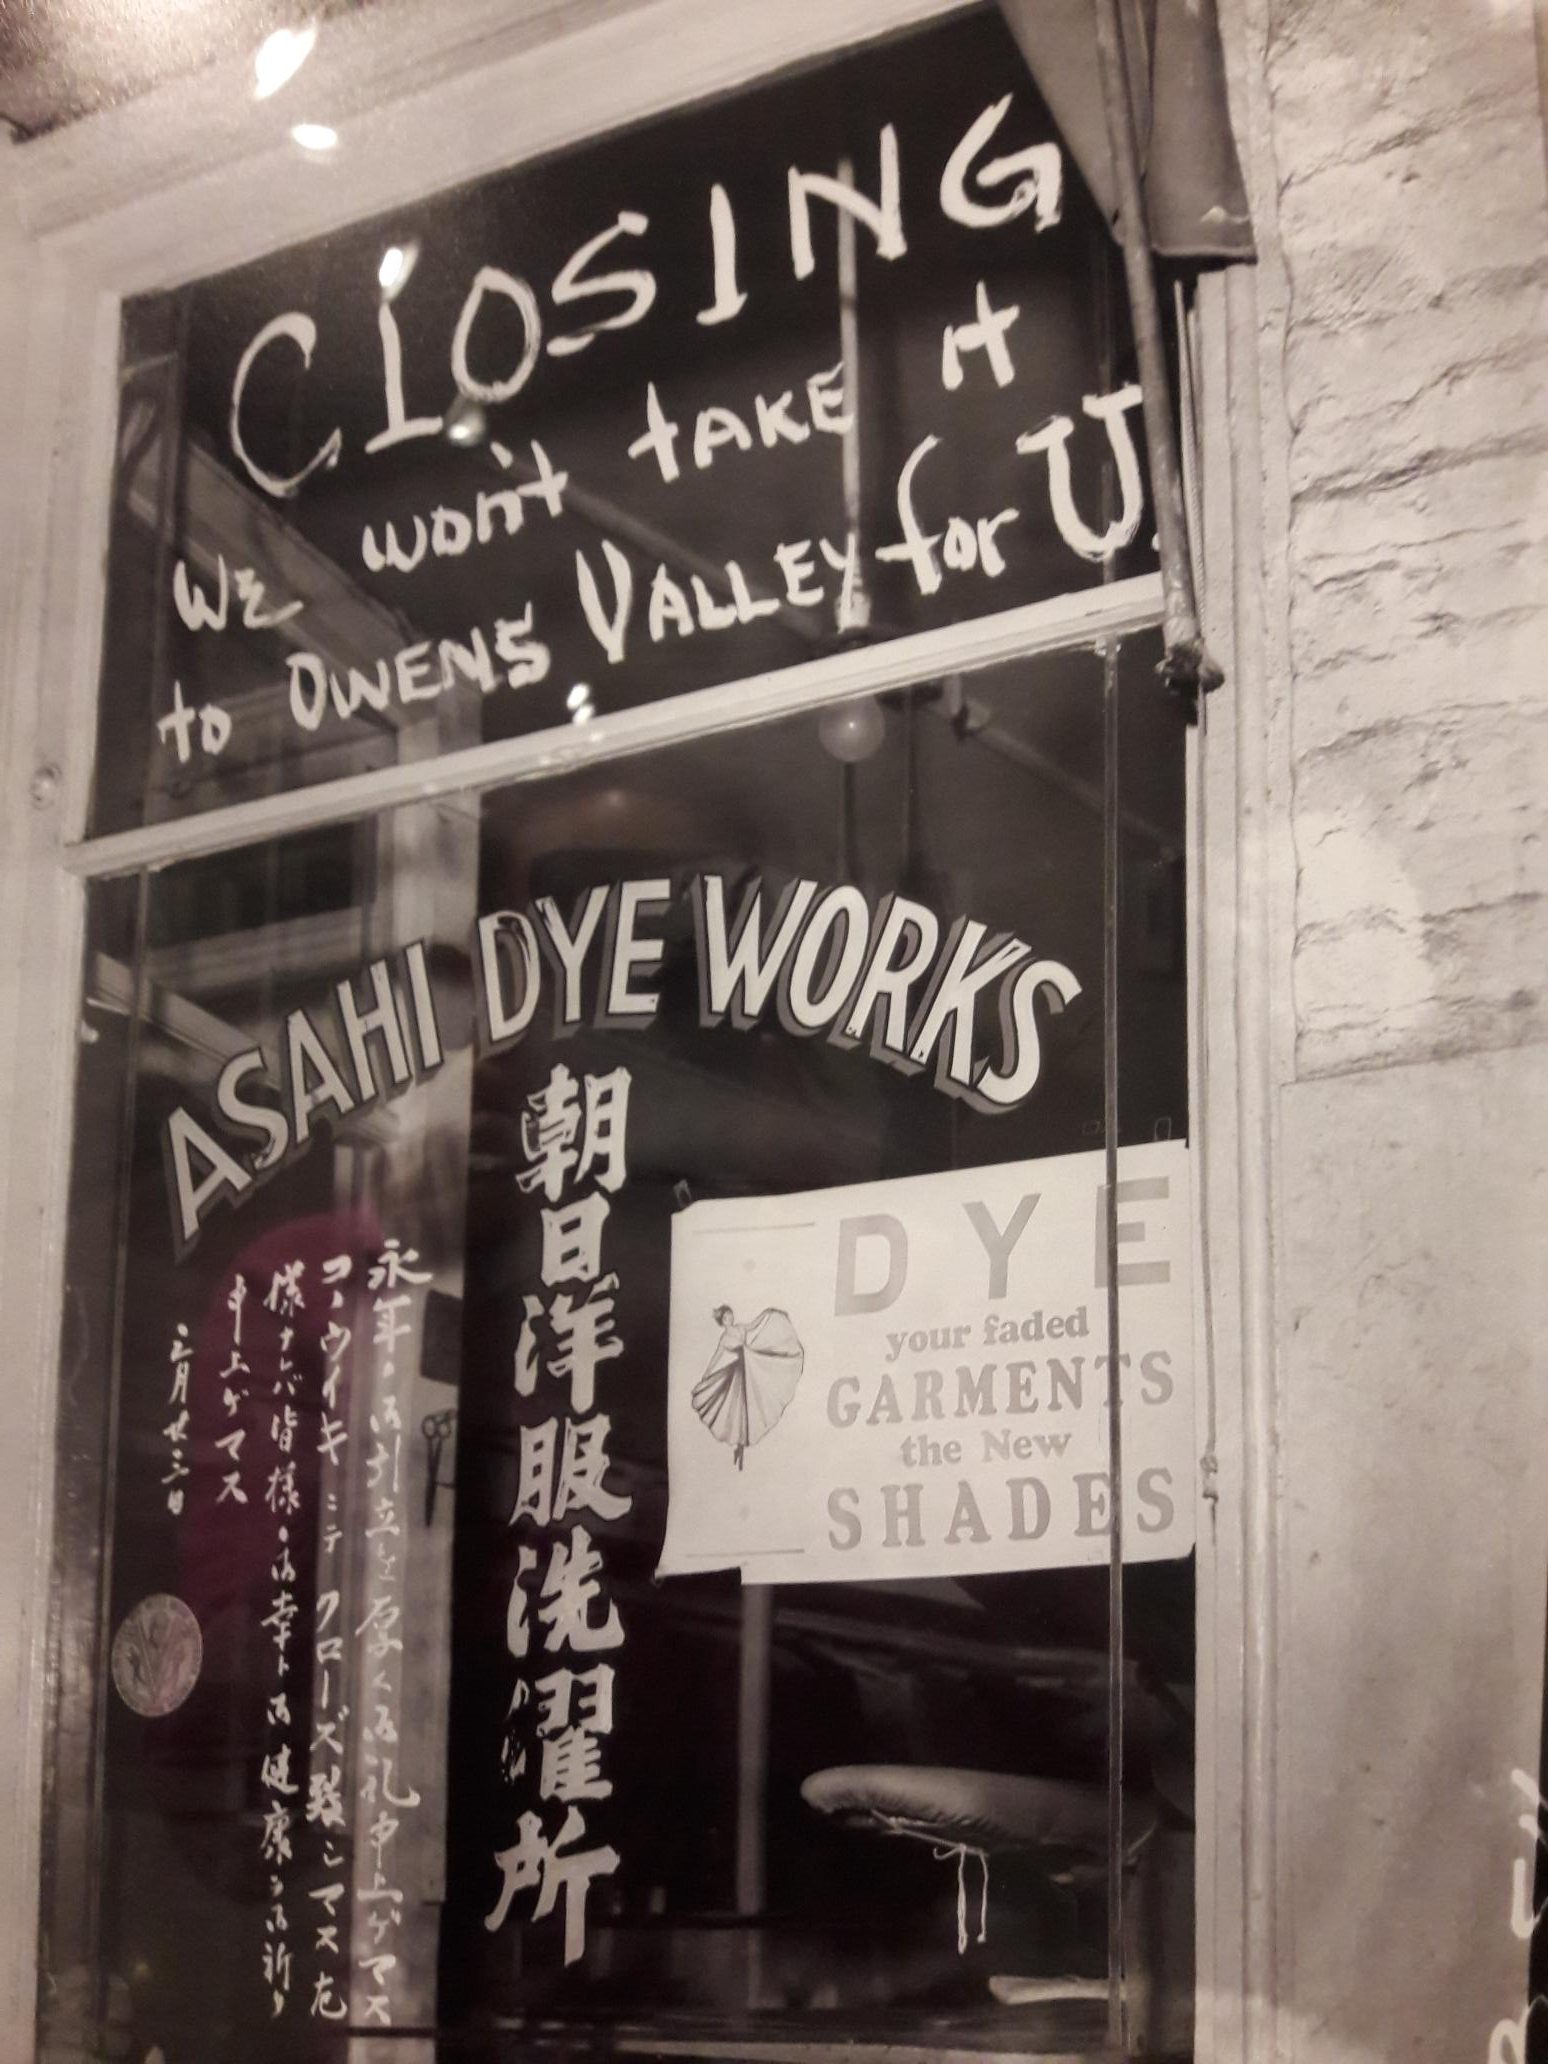 CLOSING
WE won't tAKE it
to OWENS VALLEY for U.
ASAHI DYE WORKS
朝日洋服洗濯所
DYE
your faded
GARMENTS
the New
SHADES
永年ノ御引立ヲ厚く御礼申上ゲマス
コーウイキニテクローズ致シマス尨
様ナレバ皆様ノ御幸ト御健康ヲ御祈リ
申上ゲマス
三月廿三日